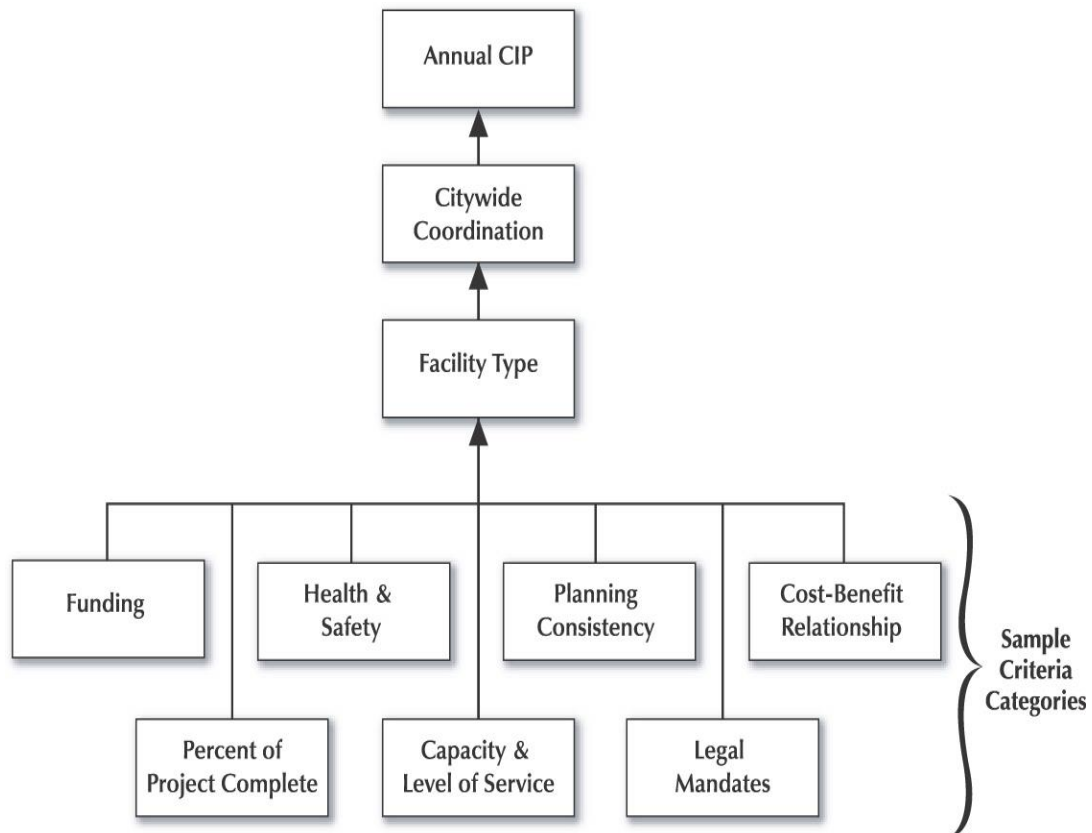 Annual CIP
Citywide
Coordination
Facility Type
Funding
Health &
Safety
Planning
Consistency
Cost-Benefit
Relationship
Percent of
Project Complete
Capacity &
Level of Service
Legal
Mandates
Sample
Criteria
Categories